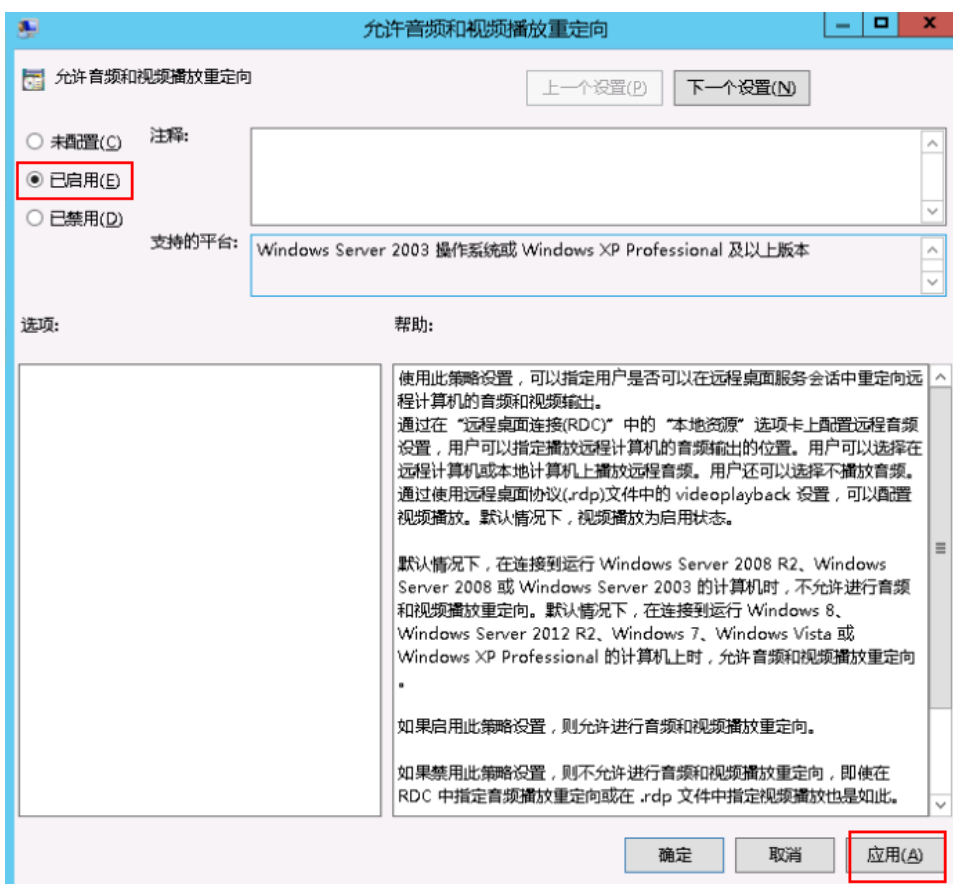 允许音频和视频播放重定向
允许音频和视频播放重定向
上一个设置(P)
下一个设置(N)
未配置(C)
注释:
已启用(E)
已禁用(D)
支持的平台:
Windows Server 2003 操作系统或 Windows XP Professional 及以上版本
选项:
帮助:
使用此策略设置，可以指定用户是否可以在远程桌面服务会话中重定向远
程计算机的音频和视频输出。
通过在“远程桌面连接(RDC)”中的“本地资源”选项卡上配置远程音频
设置，用户可以指定播放远程计算机的音频输出的位置。用户可以选择在
远程计算机或本地计算机上播放远程音频。用户还可以选择不播放音频。
通过使用远程桌面协议(.rdp)文件中的 videoplayback 设置，可以配置
视频播放。默认情况下，视频播放为启用状态。
默认情况下，在连接到运行 Windows Server 2008 R2、Windows
Server 2008 或 Windows Server 2003 的计算机时，不允许进行音频
和视频播放重定向。默认情况下，在连接到运行 Windows 8、
Windows Server 2012 R2、Windows 7、Windows Vista 或
Windows XP Professional 的计算机上时，允许音频和视频播放重定向
。
如果启用此策略设置，则允许进行音频和视频播放重定向。
如果禁用此策略设置，则不允许进行音频和视频播放重定向，即使在
RDC 中指定音频播放重定向或在 .rdp 文件中指定视频播放也是如此。
确定
取消
应用(A)